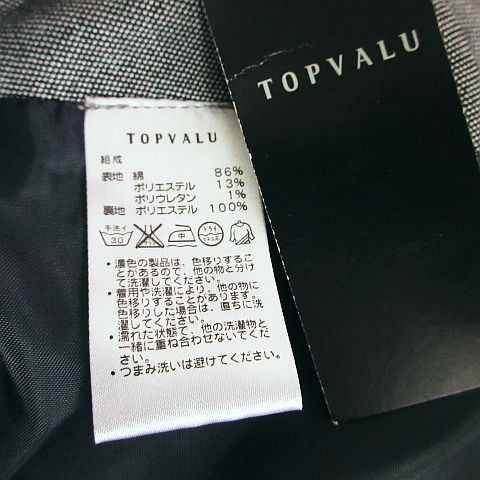 TOPVALU
TOPVALU
組成
表地 綿 86%
ポリエステル 13%
ポリウレタン 1%
裏地 ポリエステル 100%
手洗イ 30 中 ドライ
・濃色の製品は、色移りするこ
とがあるので、他の物と分け
て洗濯してください。
・着用や洗濯により、他の物に
色移りすることがあります。
色移りした場合は、直ちに洗
濯してください。
・濡れた状態で、他の洗濯物と
一緒に重ね合わせないでくだ
さい。
・つまみ洗いは避けてください。